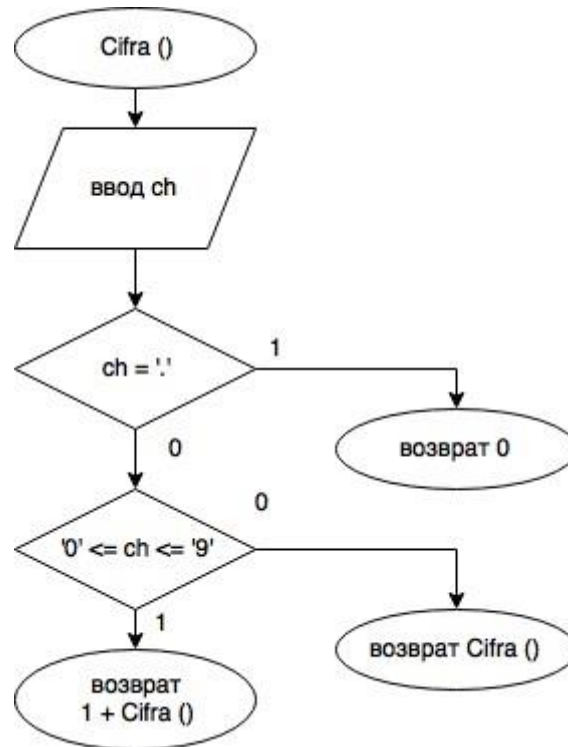 Cifra ()
ввод ch
ch = '.'
1
0
возврат 0
0
'0' <= ch <= '9'
1
возврат Cifra ()
возврат
1 + Cifra ()